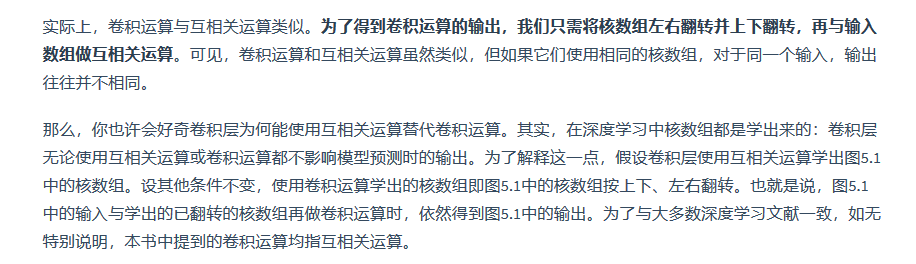 实际上，卷积运算与互相关运算类似。为了得到卷积运算的输出，我们只需将核数组左右翻转并上下翻转，再与输入
数组做互相关运算。可见，卷积运算和互相关运算虽然类似，但如果它们使用相同的核数组，对于同一个输入，输出
往往并不相同。
那么，你也许会好奇卷积层为何能使用互相关运算替代卷积运算。其实，在深度学习中核数组都是学出来的：卷积层
无论使用互相关运算或卷积运算都不影响模型预测时的输出。为了解释这一点，假设卷积层使用互相关运算学出图5.1
中的核数组。设其他条件不变，使用卷积运算学出的核数组即图5.1中的核数组按上下、左右翻转。也就是说，图5.1
中的输入与学出的已翻转的核数组再做卷积运算时，依然得到图5.1中的输出。为了与大多数深度学习文献一致，如无
特别说明，本书中提到的卷积运算均指互相关运算。